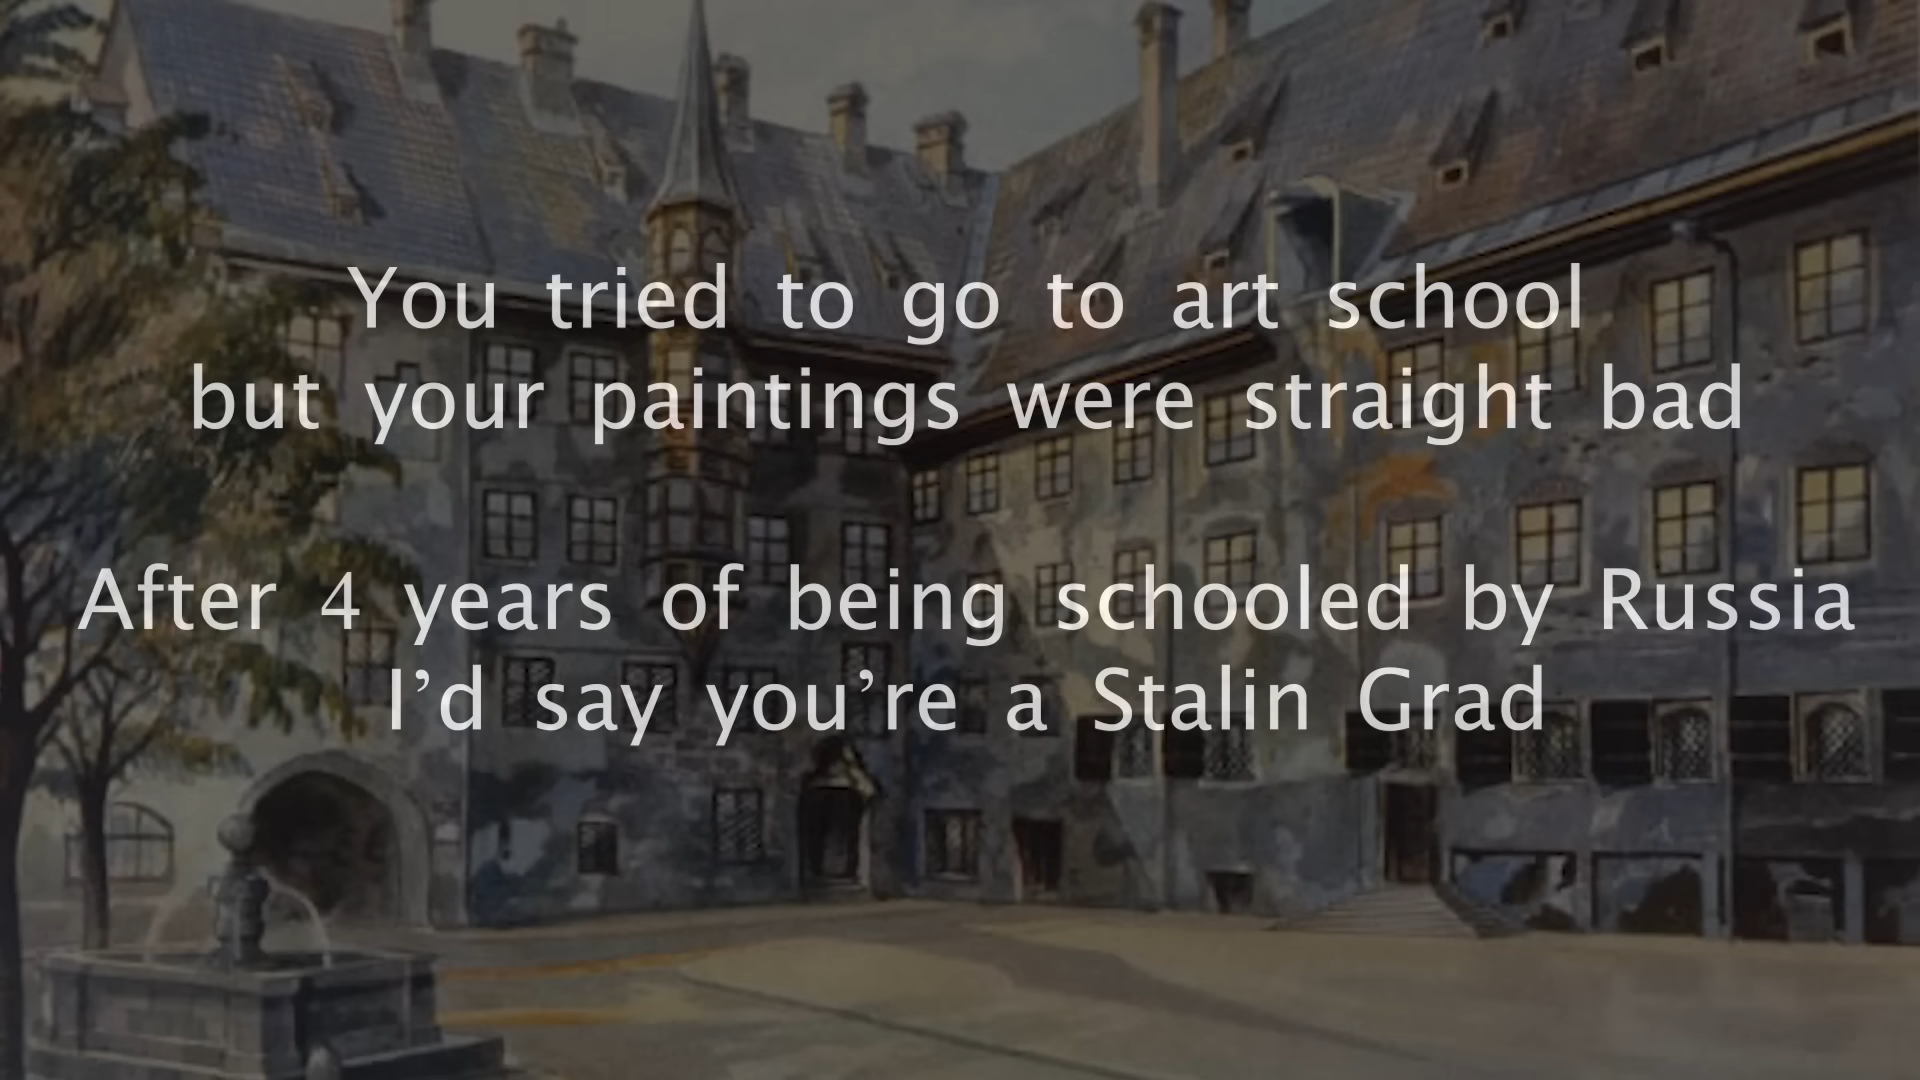 You tried to go to art school
but your paintings were straight bad
After 4 years of being schooled by Russia
I’d say you’re a Stalin Grad